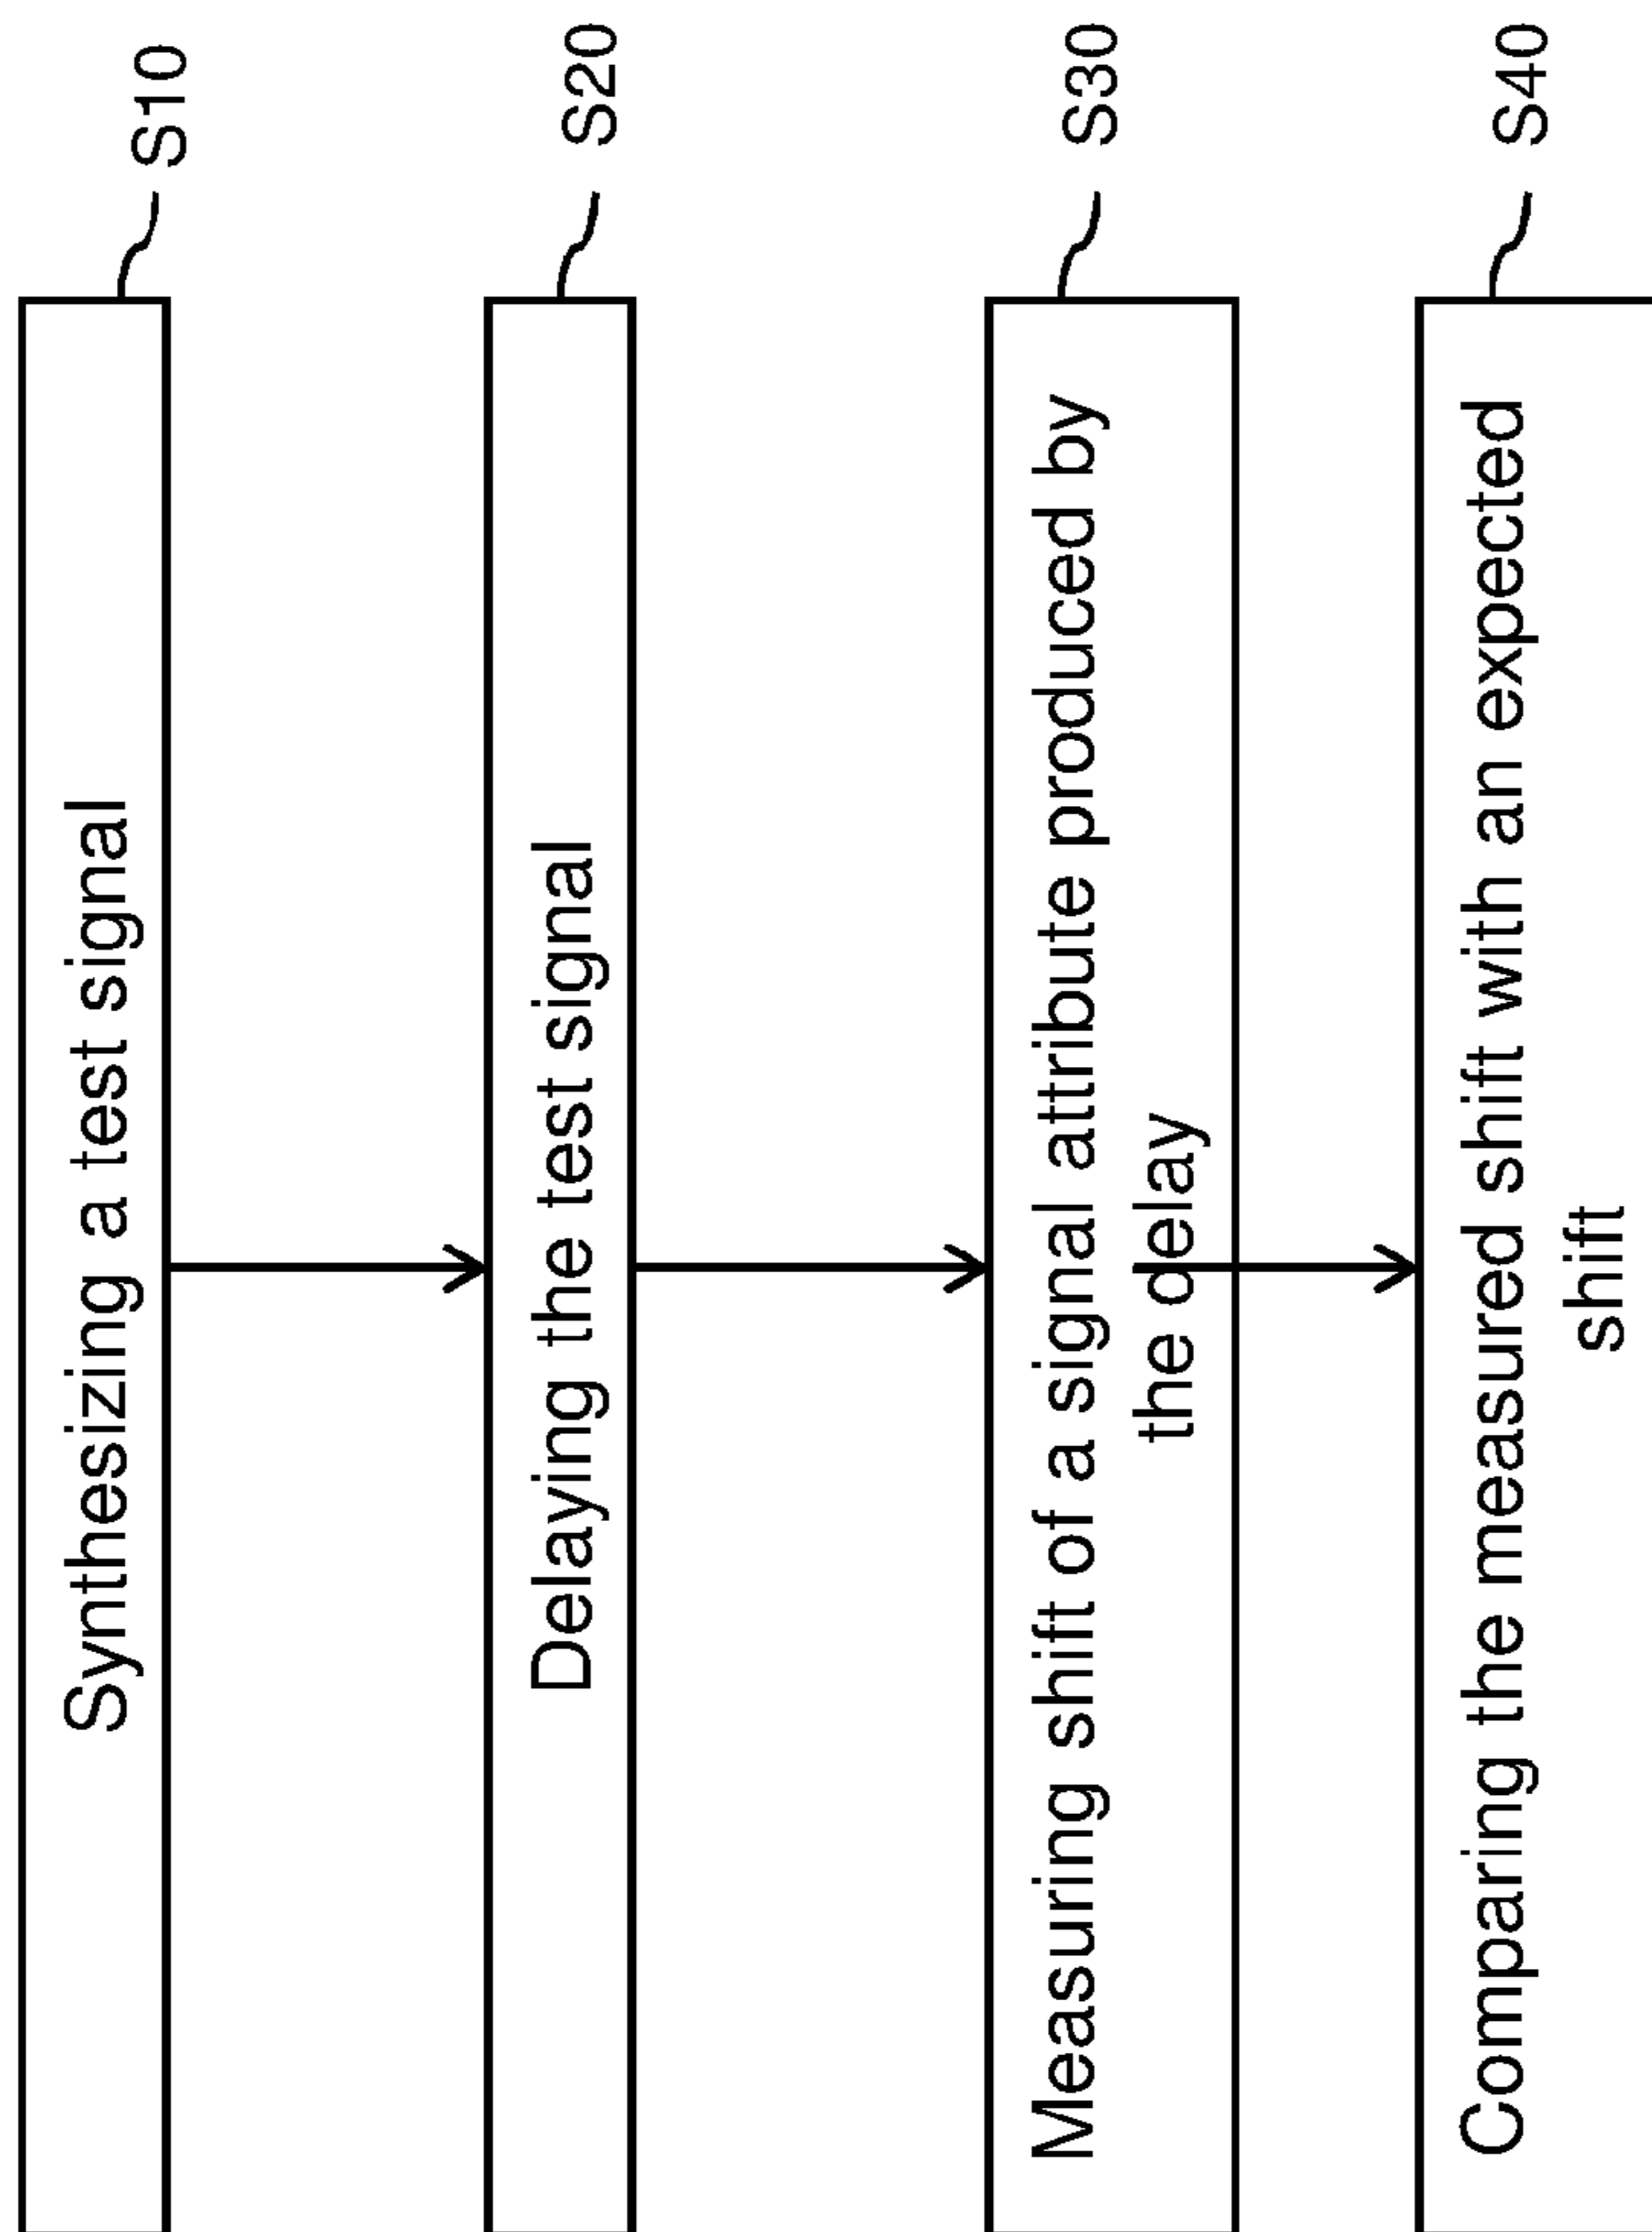 Synthesizing a test signal
S10
Delaying the test signal
S20
Measuring shift of a signal attribute produced by
the delay
S30
Comparing the measured shift with an expected
shift
S40